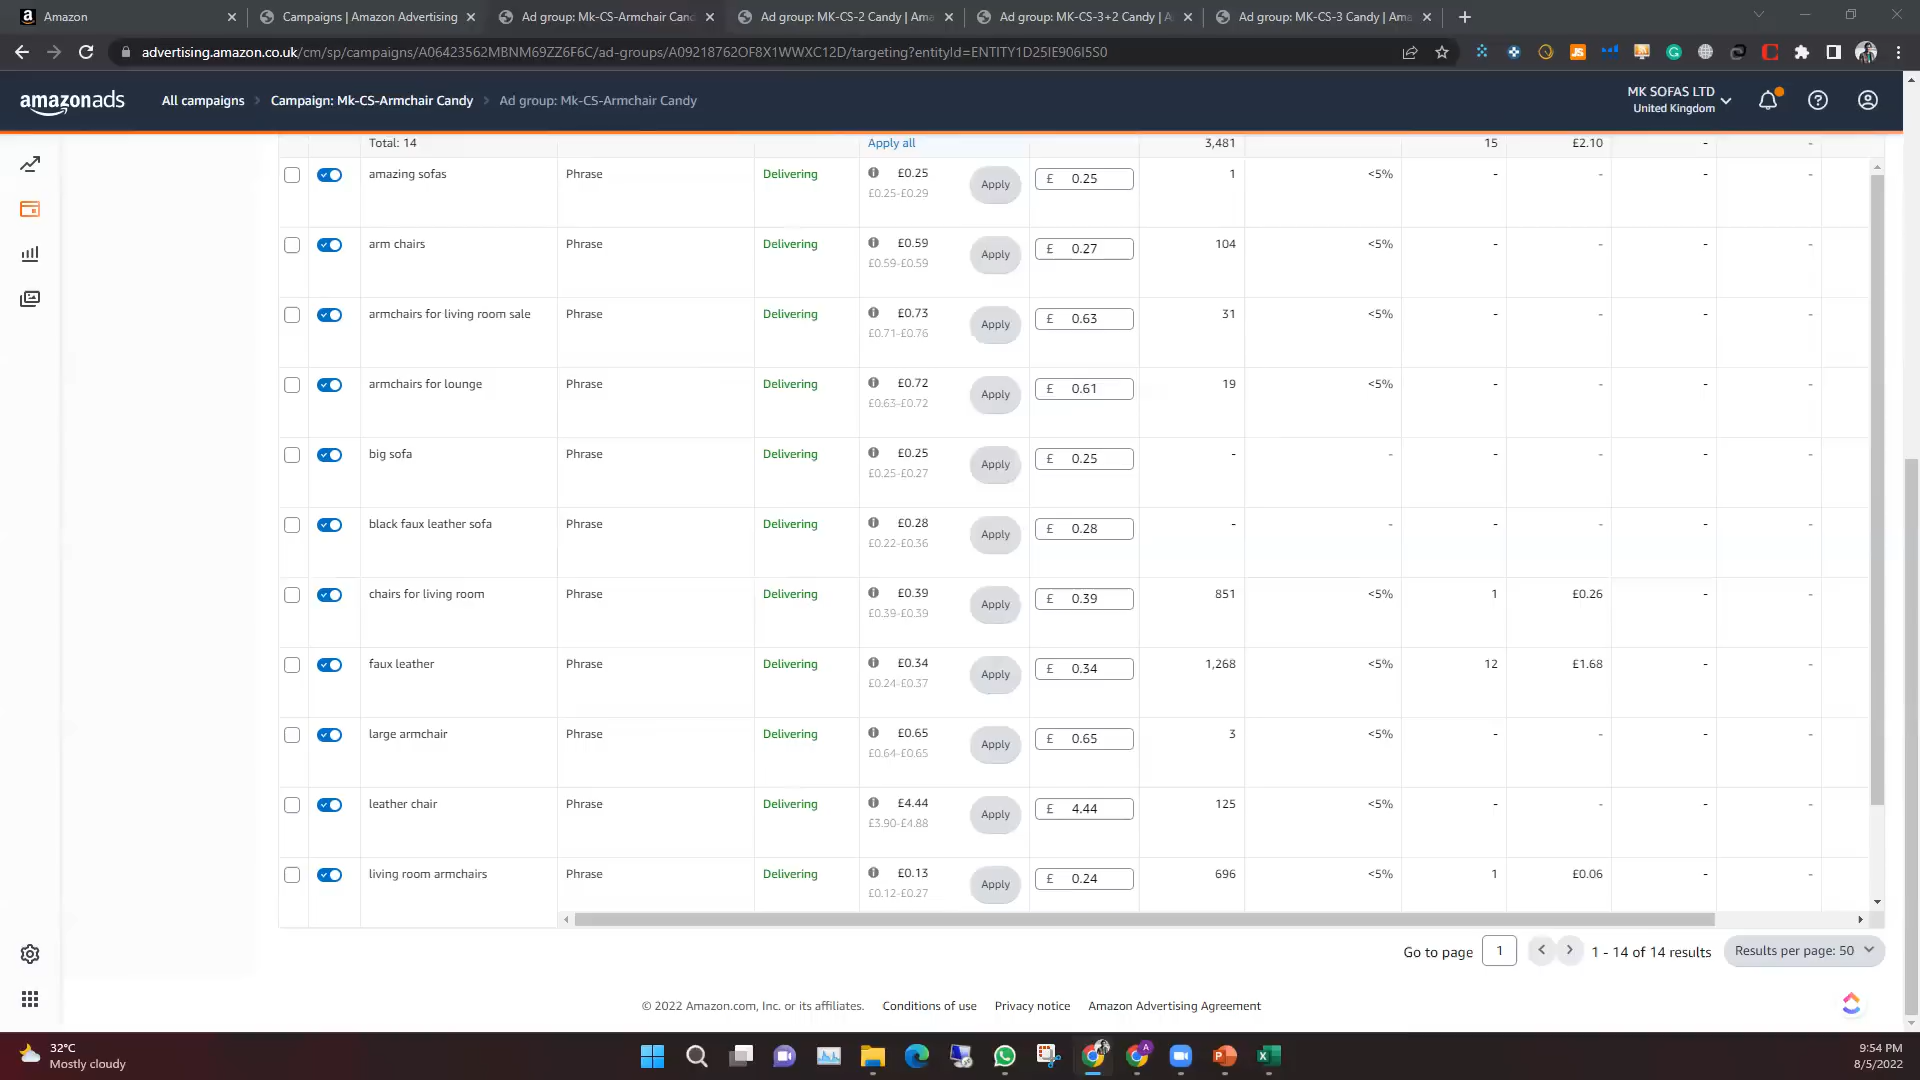 Amazon
Campaigns | Amazon Advertising
Ad group: Mk-CS-Armchair Cand
Ad group: MK-CS-2 Candy | Ama
Ad group: MK-CS-3+2 Candy | A
Ad group: MK-CS-3 Candy | Ama
advertising.amazon.co.uk/cm/sp/campaigns/A06423562MBNM69ZZ6F6C/ad-groups/A09218762OF8X1WWXC12D/targeting?entityId=ENTITY1D25IE906I5S0
amazonads
All campaigns
Campaign: Mk-CS-Armchair Candy
Ad group: Mk-CS-Armchair Candy
MK SOFAS LTD
United Kingdom
Total: 14 Apply all 3,481 15 £2.10 - -
amazing sofas Phrase Delivering £0.25 Apply £ 0.25 1 <5% - - - -
£0.25-£0.29
arm chairs Phrase Delivering £0.59 Apply £ 0.27 104 <5% - - - -
£0.59-£0.59
armchairs for living room sale Phrase Delivering £0.73 Apply £ 0.63 31 <5% - - - -
£0.71-£0.76
armchairs for lounge Phrase Delivering £0.72 Apply £ 0.61 19 <5% - - - -
£0.63-£0.72
big sofa Phrase Delivering £0.25 Apply £ 0.25 - - - - - -
£0.25-£0.27
black faux leather sofa Phrase Delivering £0.28 Apply £ 0.28 - - - - - -
£0.22-£0.36
chairs for living room Phrase Delivering £0.39 Apply £ 0.39 851 <5% 1 £0.26 - -
£0.39-£0.39
faux leather Phrase Delivering £0.34 Apply £ 0.34 1,268 <5% 12 £1.68 - -
£0.24-£0.37
large armchair Phrase Delivering £0.65 Apply £ 0.65 3 <5% - - - -
£0.64-£0.65
leather chair Phrase Delivering £4.44 Apply £ 4.44 125 <5% - - - -
£3.90-£4.88
living room armchairs Phrase Delivering £0.13 Apply £ 0.24 696 <5% 1 £0.06 - -
£0.12-£0.27
Go to page 1 1 - 14 of 14 results Results per page: 50
© 2022 Amazon.com, Inc. or its affiliates. Conditions of use Privacy notice Amazon Advertising Agreement
32°C
Mostly cloudy
9:54 PM
8/5/2022